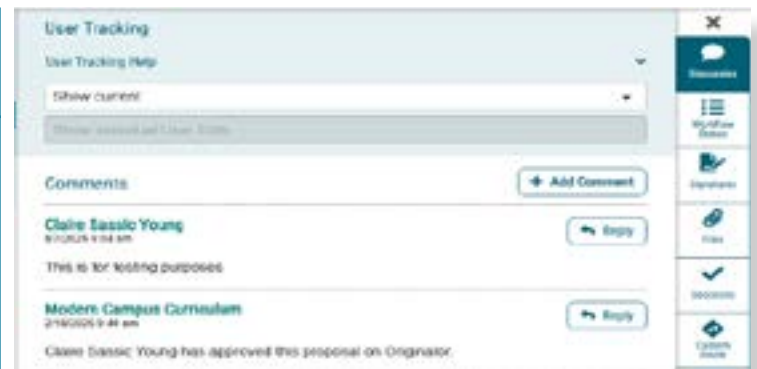 User Tracking
User Tracking Help
Show current
Comments
+ Add Comment
Claire Sassic Young
Reply
This is for testing purposes
Modern Campus Curriculum
Reply
Claire Sassic Young has approved this proposal on Originator.
Discussion
Workflow
Status
Signatures
Files
Decisions
Custom
Route